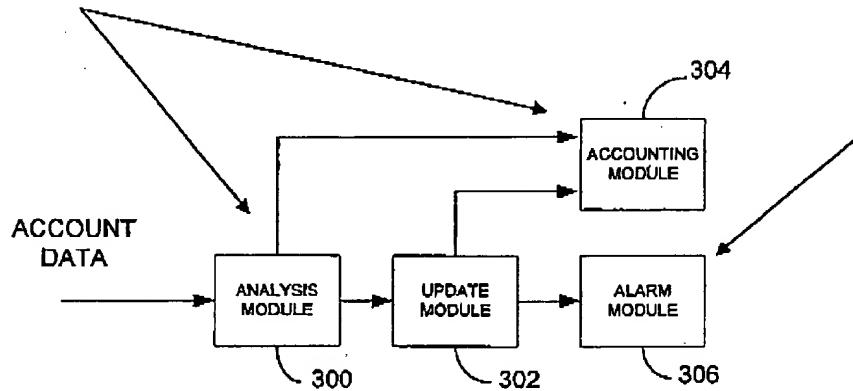 304
ACCOUNTING
MODULE
ACCOUNT
DATA
ANALYSIS
MODULE
UPDATE
MODULE
ALARM
MODULE
300
302
306